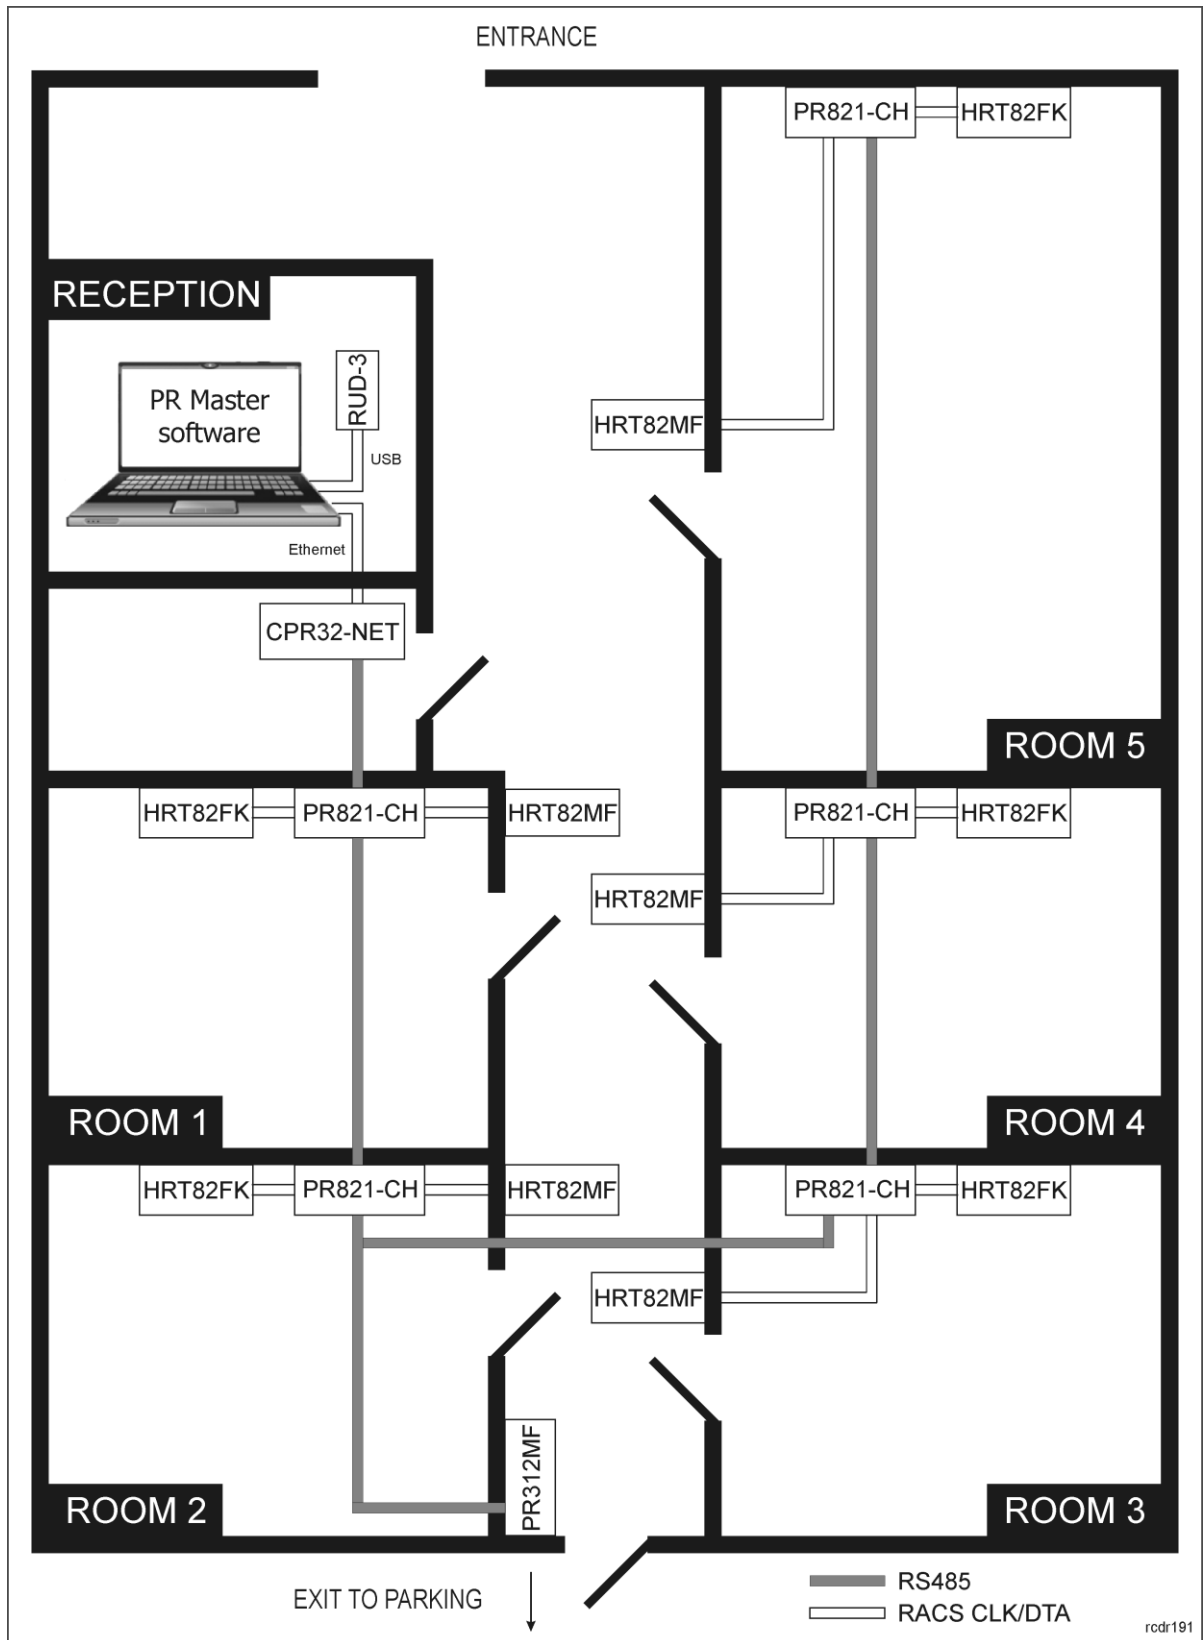 ENTRANCE
PR821-CH
HRT82FK
RECEPTION
PR Master
software
RUD-3
USB
Ethernet
HRT82MF
CPR32-NET
ROOM 5
HRT82FK
PR821-CH
HRT82MF
PR821-CH
HRT82FK
HRT82MF
ROOM 1
ROOM 4
HRT82FK
PR821-CH
HRT82MF
PR821-CH
HRT82FK
HRT82MF
PR312MF
ROOM 2
ROOM 3
EXIT TO PARKING
RS485
RACS CLK/DTA
rcdr191